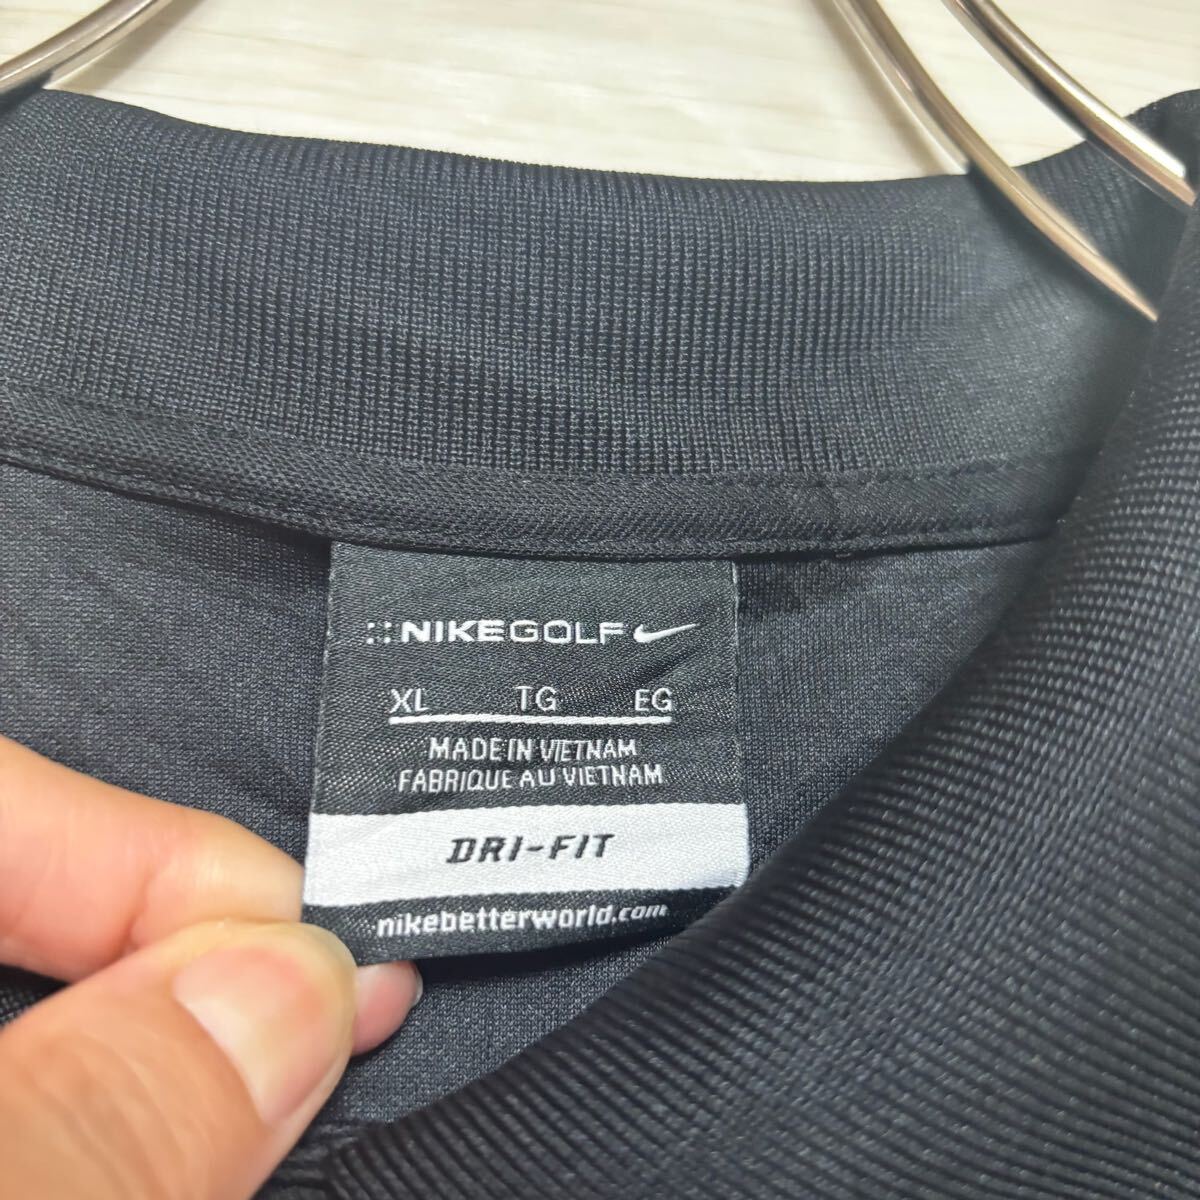 NIKEGOLF
XL TG EG
MADE IN VIETNAM
FABRIQUE AU VIETNAM
DRI-FIT
nikebetterworld.com